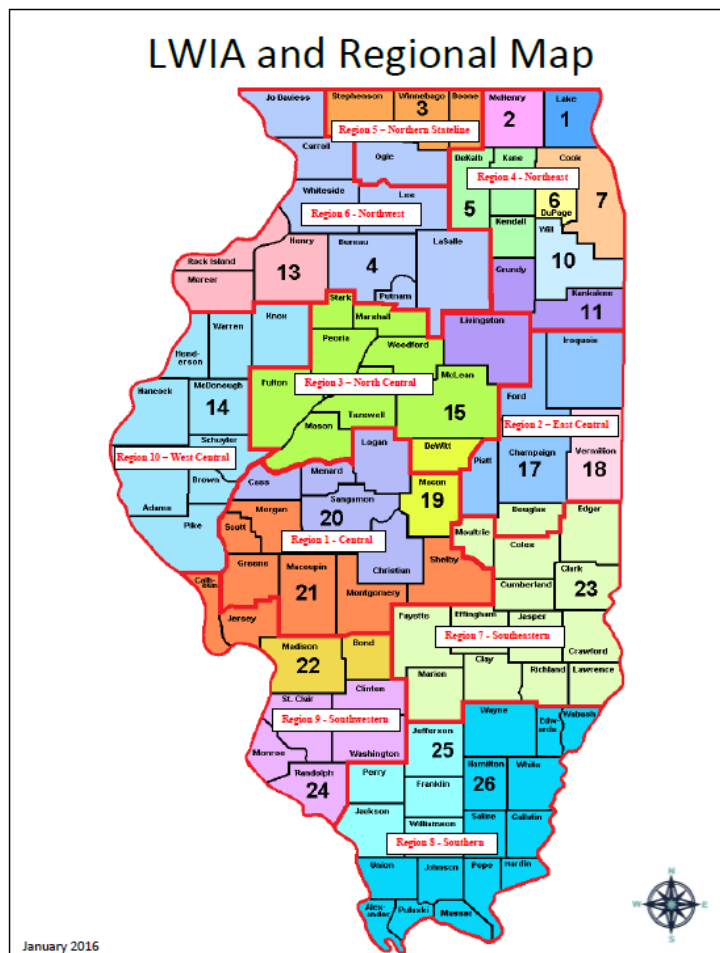 LWIA and Regional Map
Jo Daviess
Stephenson
Winnebago
Boone
McHenry
Lake
3
2
1
Region 5 – Northern Stateline
Carroll
Ogle
DeKalb
Kane
Cook
Region 4 - Northeast
Whiteside
Lee
5
6
7
DuPage
Region 6 – Northwest
Kendell
Will
Henry
Bureau
LaSalle
Rock Island
13
4
10
Grundy
Mercer
Putnam
Kankakee
11
Stark
Marshall
Knox
Warren
Livingston
Peoria
Woodford
Iroquois
Hend-
erson
McLean
Fulton
Region 3 – North Central
Hancock
McDonough
Ford
14
Tazewell
15
Mason
Region 2 – East Central
Schuyler
Logan
DeWitt
Champaign
Vermillion
Region 10 – West Central
Menard
Piatt
17
18
Brown
Cass
Macon
Sangamon
19
Adams
Morgan
20
Douglas
Edgar
Pike
Scott
Moultrie
Region 1 - Central
Coles
Greene
Macoupin
Christian
Shelby
Clark
Cal-
houn
21
Montgomery
Cumberland
23
Jersey
Fayette
Effingham
Jasper
Region 7 - Southeastern
Madison
Bond
Crawford
22
Clay
Marion
Richland
Lawrence
Clinton
St. Clair
Wayne
Region 9 - Southwestern
Edw-
ards
Wabash
Jefferson
25
Monroe
Washington
Hamilton
White
Randolph
Perry
26
24
Franklin
Jackson
Williamson
Saline
Gallatin
Region 8 - Southern
Union
Johnson
Pope
Hardin
Alex-
ander
Pulaski
Massac
N
W
E
S
January 2016